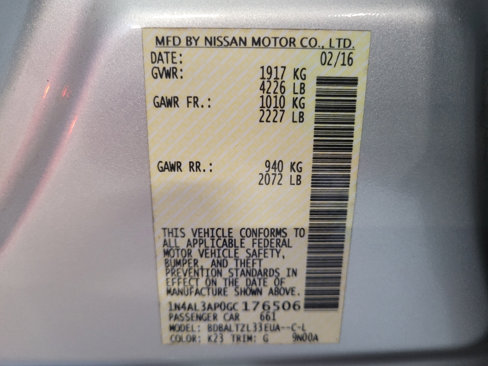 MFD BY NISSAN MOTOR CO., LTD.
DATE: 02/16
GVWR: 1917 KG
4226 LB
GAWR FR.: 1010 KG
2227 LB
GAWR RR.: 940 KG
2072 LB
THIS VEHICLE CONFORMS TO
ALL APPLICABLE FEDERAL
MOTOR VEHICLE SAFETY,
BUMPER, AND THEFT
PREVENTION STANDARDS IN
EFFECT ON THE DATE OF
MANUFACTURE SHOWN ABOVE.
1N4AL3AP0GC176506
PASSENGER CAR 661
MODEL: BDBALTZL33EUA--C-L
COLOR: K23 TRIM: G 9N00A